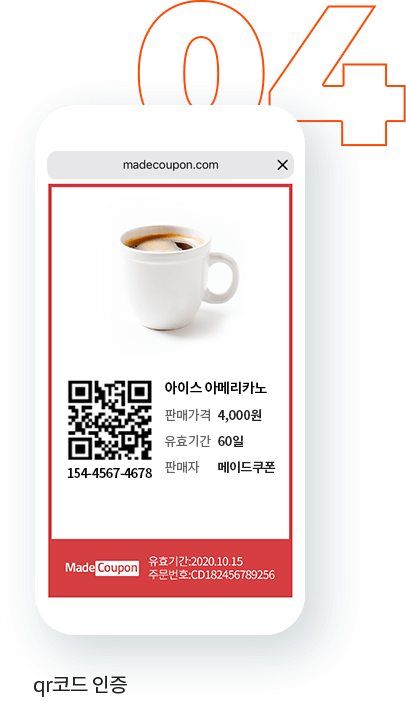 04
madecoupon.com
아이스 아메리카노
판매가격 4,000원
유효기간 60일
판매자 메이드쿠폰
154-4567-4678
MadeCoupon
유효기간:2020.10.15
주문번호:CD182456789256
qr코드 인증